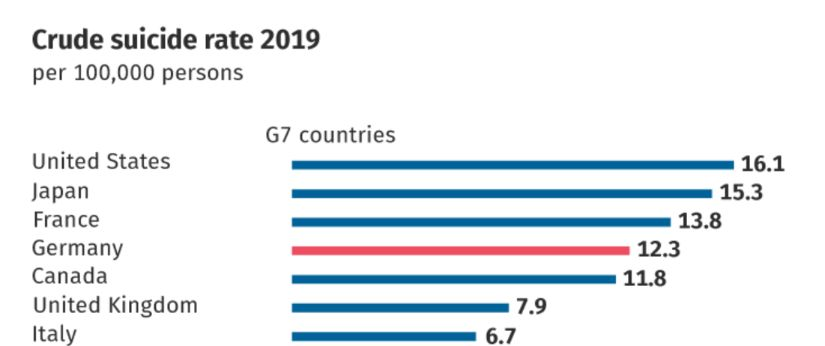 Crude suicide rate 2019
per 100,000 persons
G7 countries
United States 16.1
Japan 15.3
France 13.8
Germany 12.3
Canada 11.8
United Kingdom 7.9
Italy 6.7